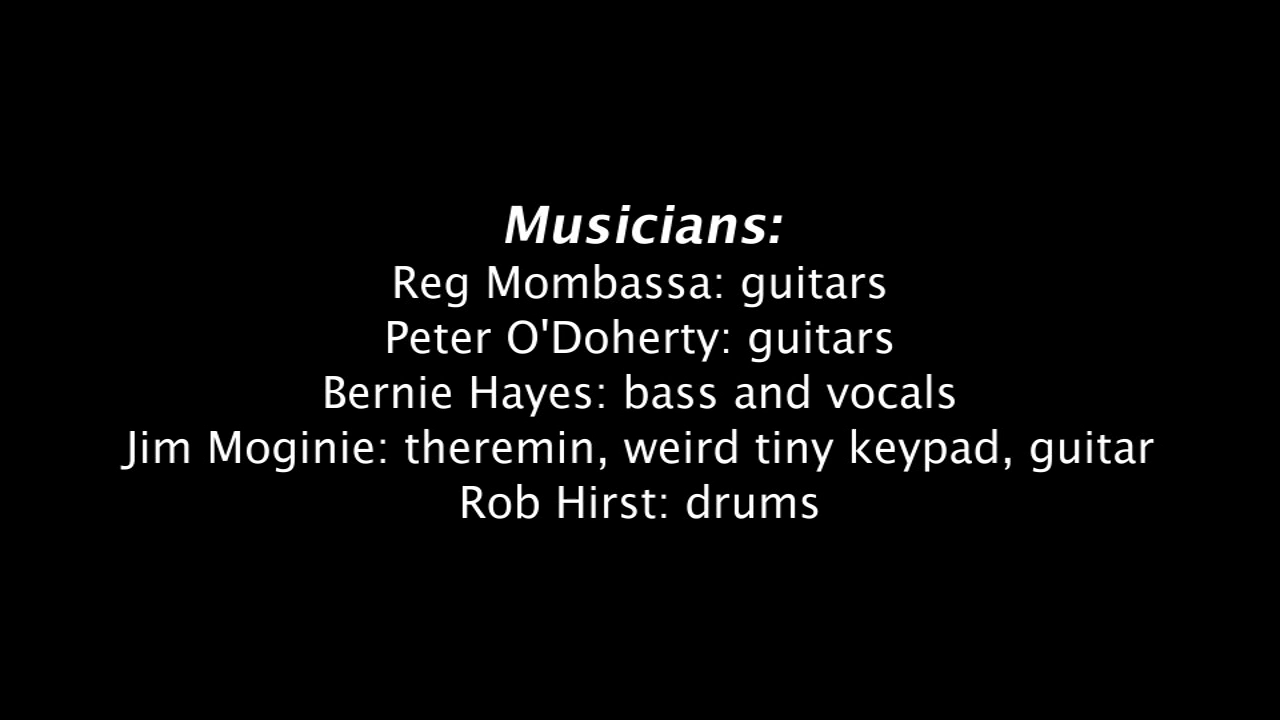 Musicians:
Reg Mombassa: guitars
Peter O'Doherty: guitars
Bernie Hayes: bass and vocals
Jim Moginie: theremin, weird tiny keypad, guitar
Rob Hirst: drums